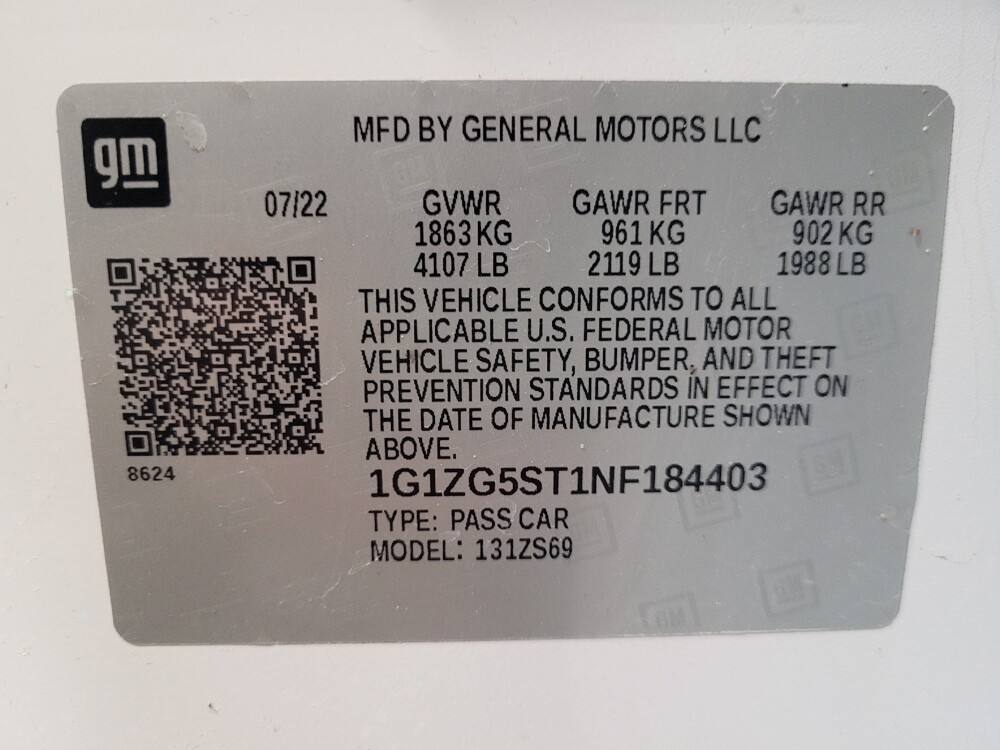 gm
MFD BY GENERAL MOTORS LLC
07/22
GVWR GAWR FRT GAWR RR
1863 KG 961 KG 902 KG
4107 LB 2119 LB 1988 LB
THIS VEHICLE CONFORMS TO ALL
APPLICABLE U.S. FEDERAL MOTOR
VEHICLE SAFETY, BUMPER, AND THEFT
PREVENTION STANDARDS IN EFFECT ON
THE DATE OF MANUFACTURE SHOWN
ABOVE.
8624
1G1ZG5ST1NF184403
TYPE: PASS CAR
MODEL: 131ZS69